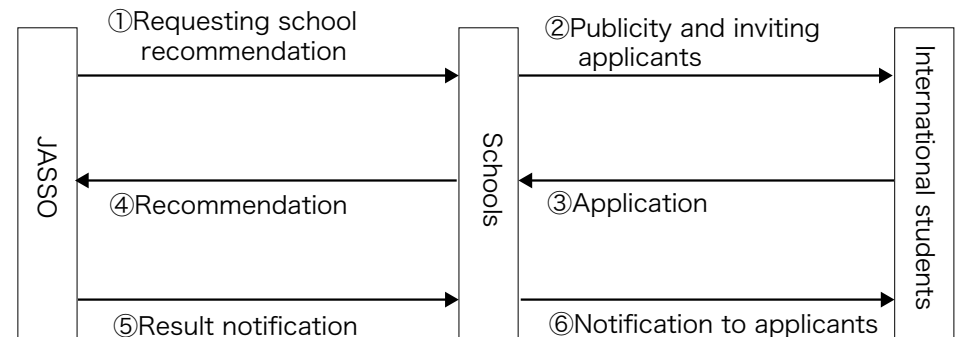 ①Requesting school
recommendation
②Publicity and inviting
applicants
JASSO
Schools
International students
④Recommendation
③Application
⑤Result notification
⑥Notification to applicants